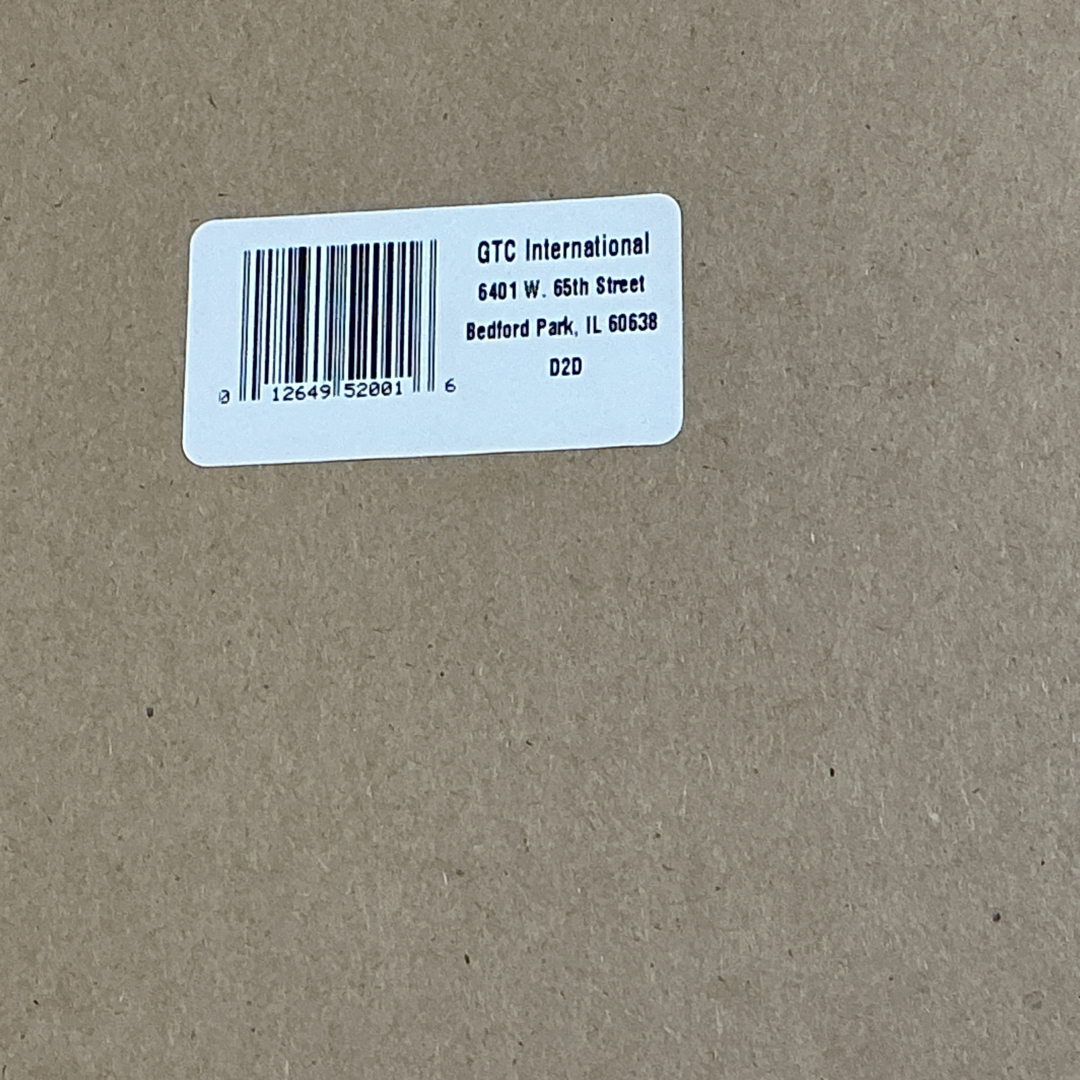 GTC International
6401 W. 65th Street
Bedford Park, IL 60638
D2D
0 12649 52001 6